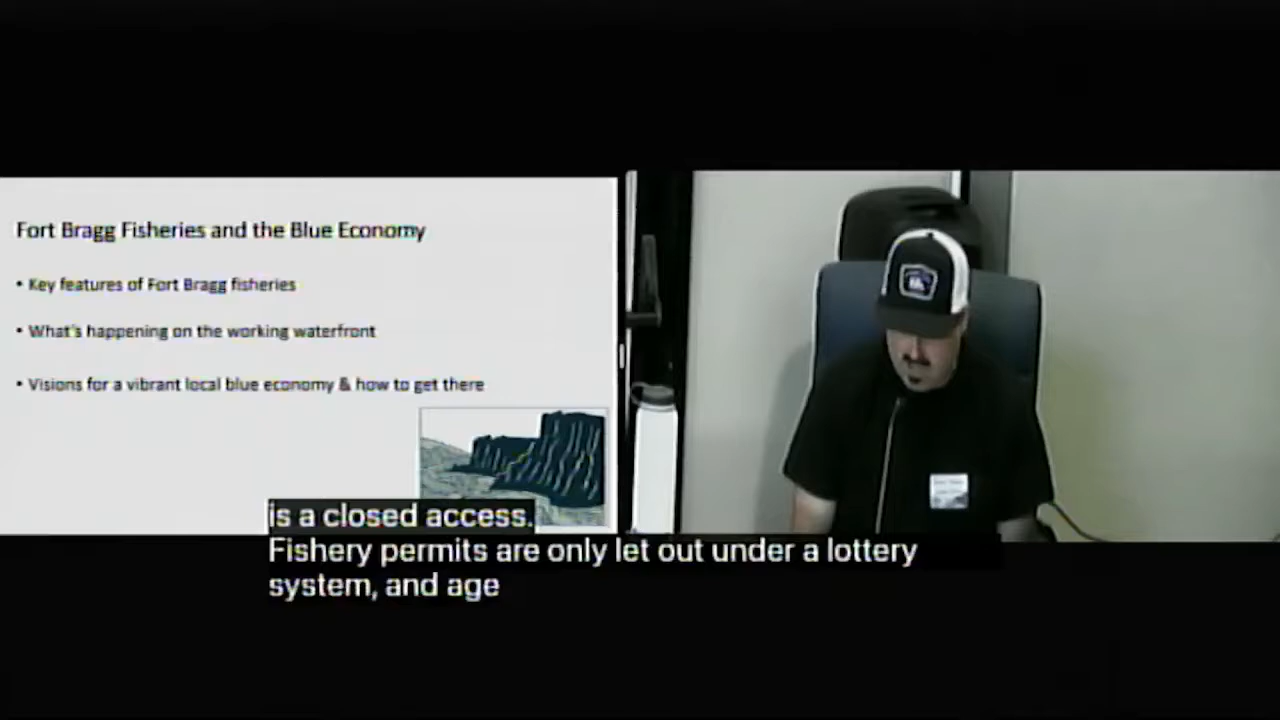 Fort Bragg Fisheries and the Blue Economy
• Key features of Fort Bragg fisheries
• What's happening on the working waterfront
• Visions for a vibrant local blue economy & how to get there
is a closed access.
Fishery permits are only let out under a lottery
system, and age